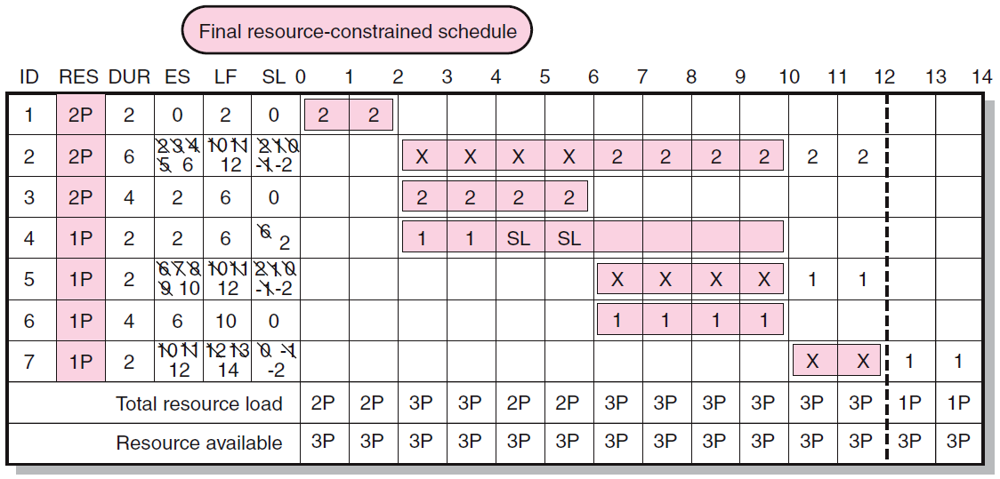 Final resource-constrained schedule
ID RES DUR ES LF SL 0 1 2 3 4 5 6 7 8 9 10 11 12 13 14
1 2P 2 0 2 0 2 2
2 2P 6 2 3 4 5 6 10 11 12 2 1 0 -1 -2 X X X X 2 2 2 2 2 2
3 2P 4 2 6 0 2 2 2 2
4 1P 2 2 6 6 2 1 1 SL SL
5 1P 2 6 7 8 9 10 10 11 12 2 1 0 -1 -2 X X X X 1 1
6 1P 4 6 10 0 1 1 1 1
7 1P 2 10 11 12 12 13 14 0 -1 -2 X X 1 1
Total resource load 2P 2P 3P 3P 2P 2P 3P 3P 3P 3P 3P 3P 1P 1P
Resource available 3P 3P 3P 3P 3P 3P 3P 3P 3P 3P 3P 3P 3P 3P